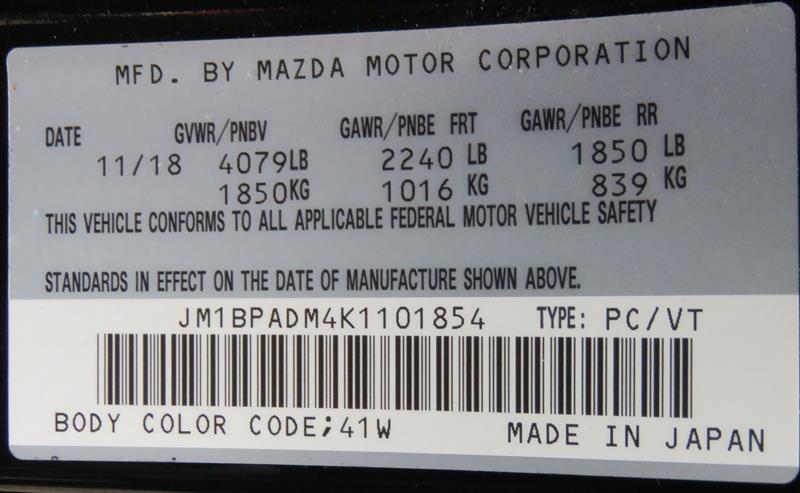 MFD. BY MAZDA MOTOR CORPORATION
DATE GVWR/PNBV GAWR/PNBE FRT GAWR/PNBE RR
11/18 4079LB 2240 LB 1850 LB
1850KG 1016 KG 839 KG
THIS VEHICLE CONFORMS TO ALL APPLICABLE FEDERAL MOTOR VEHICLE SAFETY
STANDARDS IN EFFECT ON THE DATE OF MANUFACTURE SHOWN ABOVE.
JM1BPADM4K1101854 TYPE: PC/VT
BODY COLOR CODE;41W MADE IN JAPAN